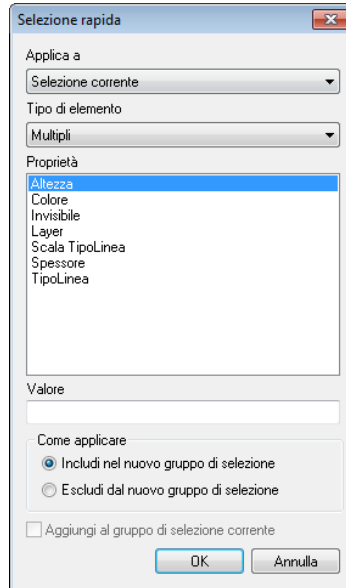 Selezione rapida
Applica a
Selezione corrente
Tipo di elemento
Multipli
Proprietà
Altezza
Colore
Invisibile
Layer
Scala TipoLinea
Spessore
TipoLinea
Valore
Come applicare
Includi nel nuovo gruppo di selezione
Escludi dal nuovo gruppo di selezione
Aggiungi al gruppo di selezione corrente
OK Annulla